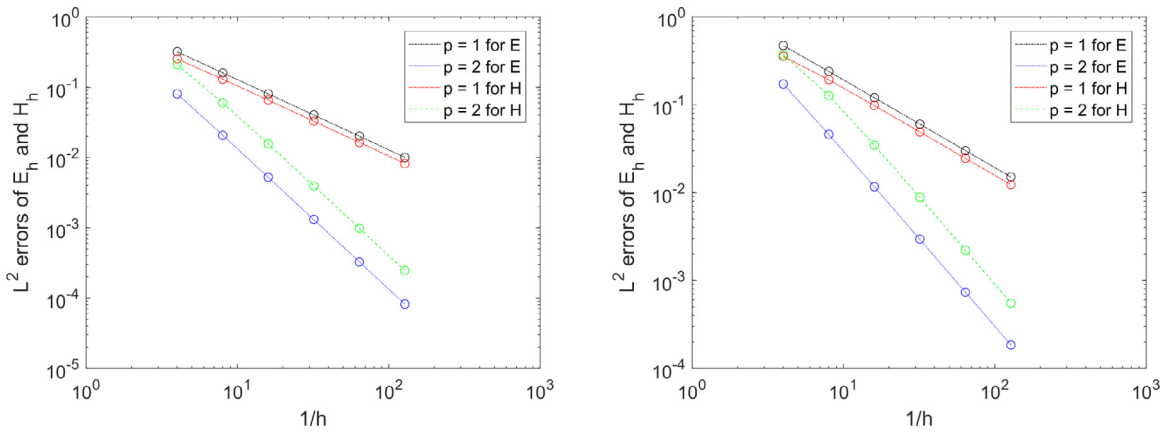 10^0
10^-1
10^-2
10^-3
10^-4
10^-5
L^2 errors of E_h and H_h
10^0 10^1 10^2 10^3
1/h
p = 1 for E
p = 2 for E
p = 1 for H
p = 2 for H
10^0
10^-1
10^-2
10^-3
10^-4
L^2 errors of E_h and H_h
10^0 10^1 10^2 10^3
1/h
p = 1 for E
p = 2 for E
p = 1 for H
p = 2 for H